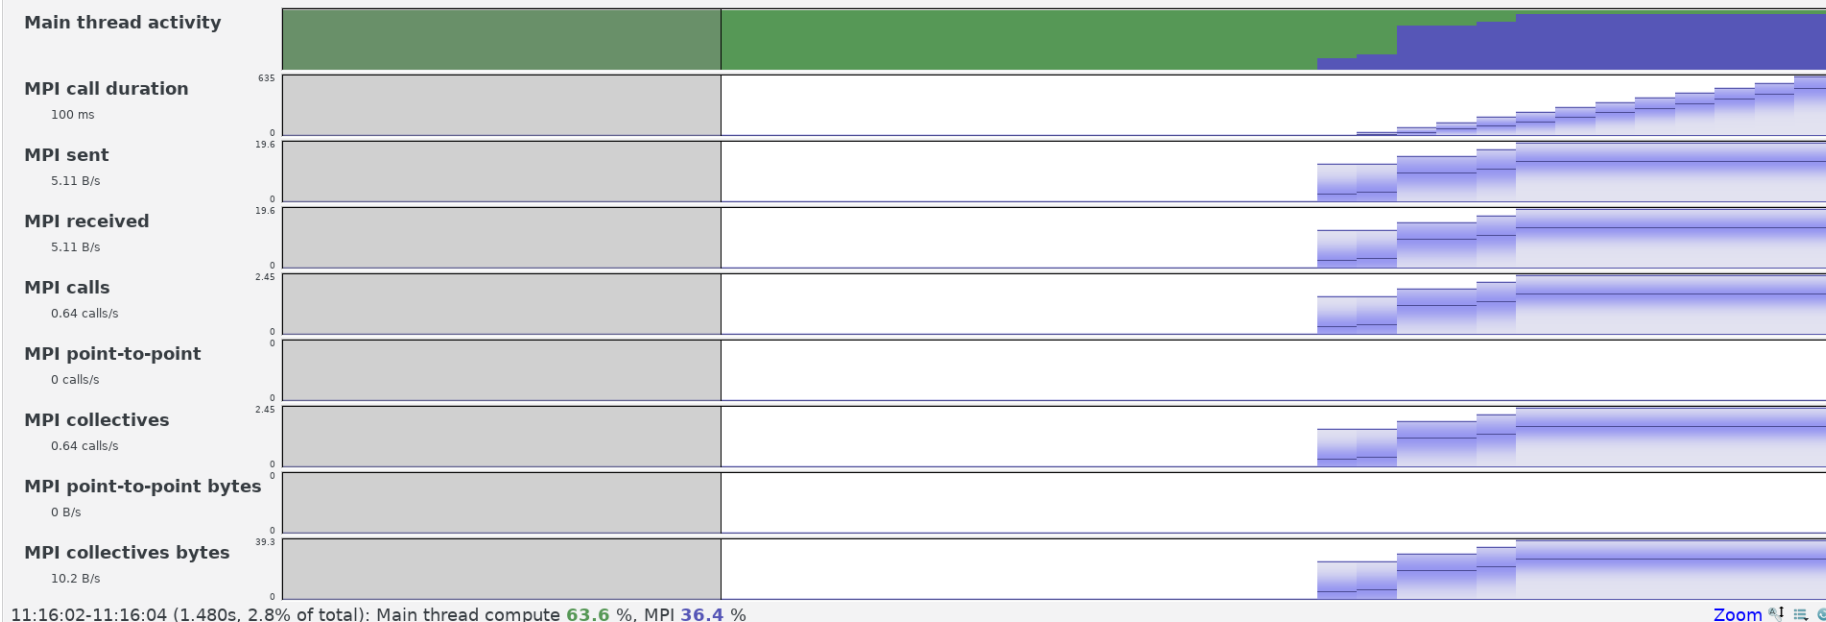 Main thread activity
MPI call duration
635
100 ms
0
MPI sent
19.6
5.11 B/s
0
MPI received
19.6
5.11 B/s
0
MPI calls
2.45
0.64 calls/s
0
MPI point-to-point
0
0 calls/s
0
MPI collectives
2.45
0.64 calls/s
0
MPI point-to-point bytes
0
0 B/s
0
MPI collectives bytes
39.3
10.2 B/s
0
11:16:02-11:16:04 (1.480s, 2.8% of total): Main thread compute 63.6 %, MPI 36.4 % Zoom